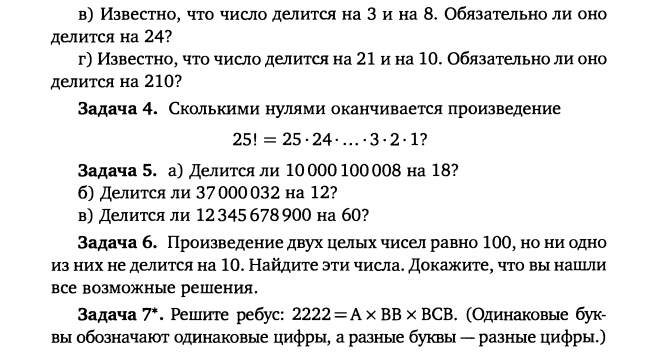 в) Известно, что число делится на 3 и на 8. Обязательно ли оно
делится на 24?
г) Известно, что число делится на 21 и на 10. Обязательно ли оно
делится на 210?
Задача 4. Сколькими нулями оканчивается произведение
25! = 25 · 24 · … · 3 · 2 · 1?
Задача 5. а) Делится ли 10 000 100 008 на 18?
б) Делится ли 37 000 032 на 12?
в) Делится ли 12 345 678 900 на 60?
Задача 6. Произведение двух целых чисел равно 100, но ни одно
из них не делится на 10. Найдите эти числа. Докажите, что вы нашли
все возможные решения.
Задача 7*. Решите ребус: 2222 = А × ВВ × ВСВ. (Одинаковые бук-
вы обозначают одинаковые цифры, а разные буквы — разные цифры.)